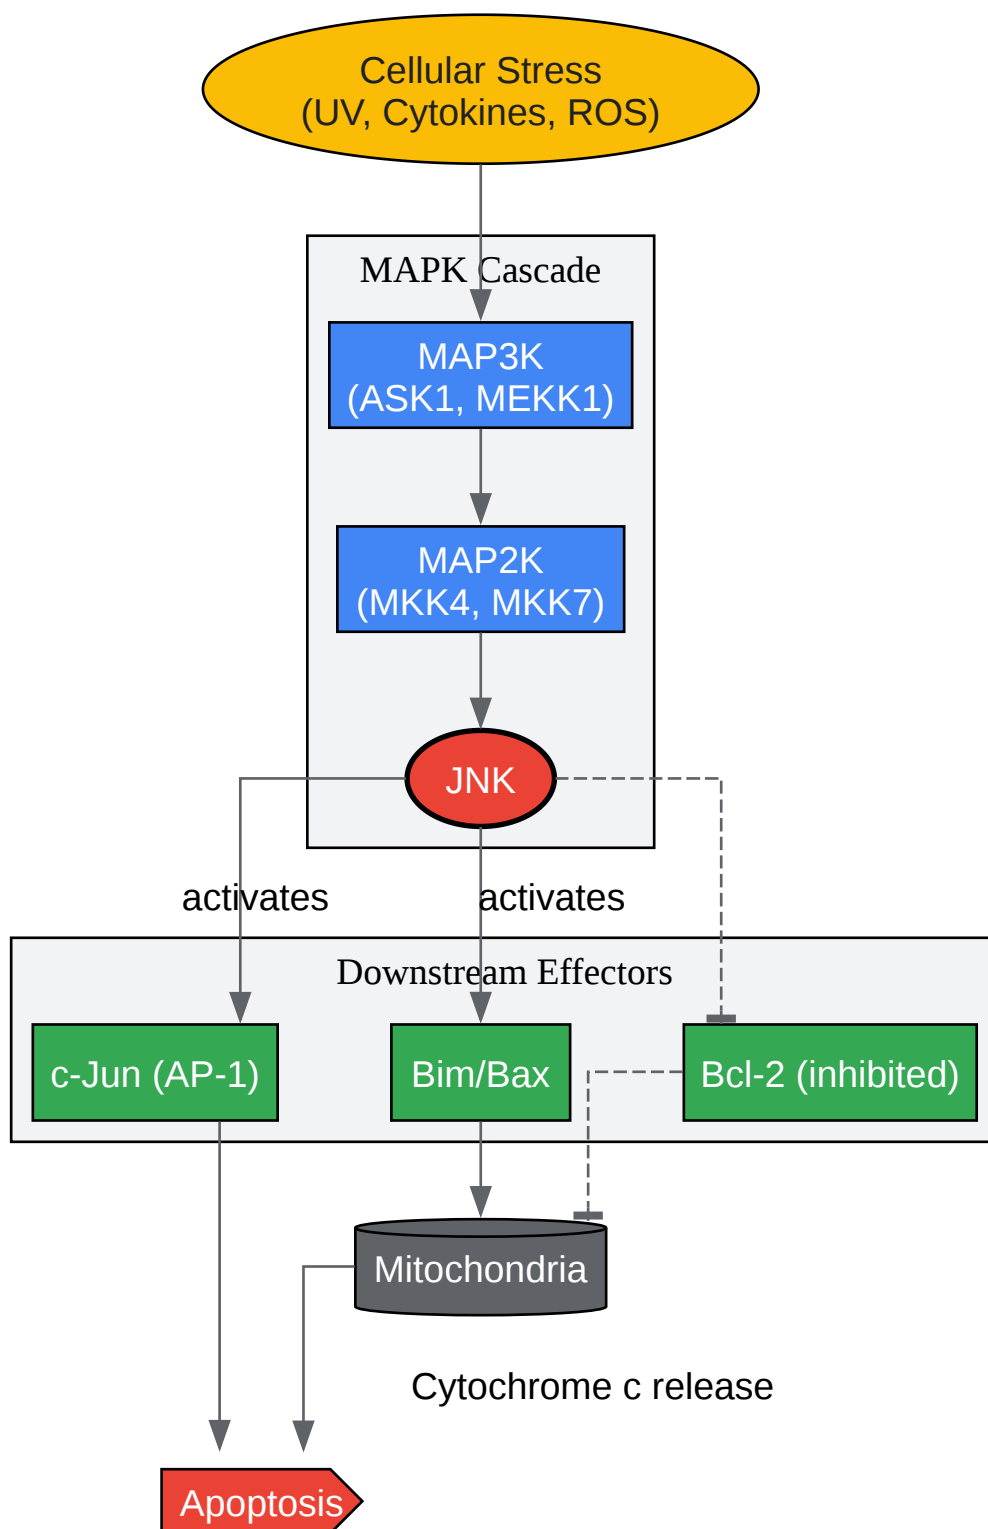 Cellular Stress
(UV, Cytokines, ROS)
MAPK Cascade
MAP3K
(ASK1, MEKK1)
MAP2K
(MKK4, MKK7)
JNK
activates
activates
Downstream Effectors
c-Jun (AP-1)
Bim/Bax
Bcl-2 (inhibited)
Mitochondria
Cytochrome c release
Apoptosis